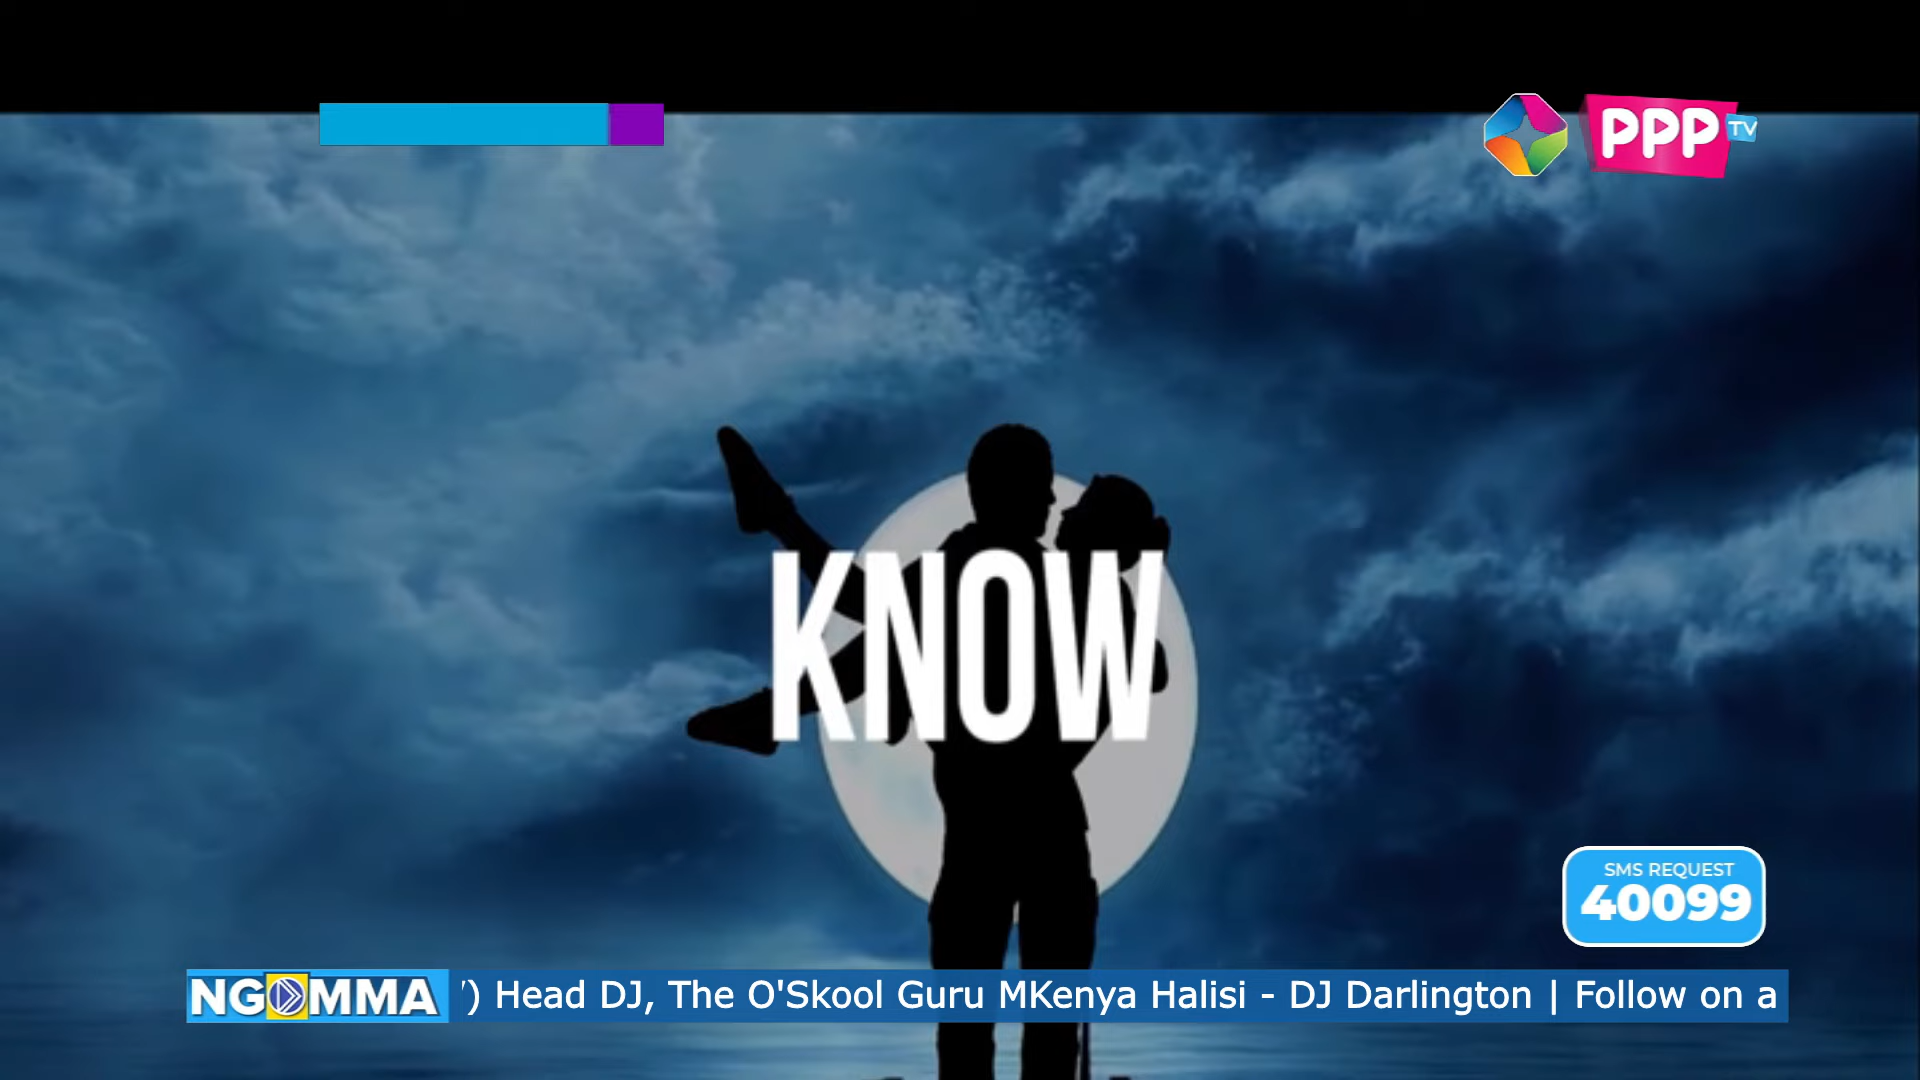 PPP TV
KNOW
SMS REQUEST
40099
NGOMMA
) Head DJ, The O'Skool Guru MKenya Halisi - DJ Darlington | Follow on a